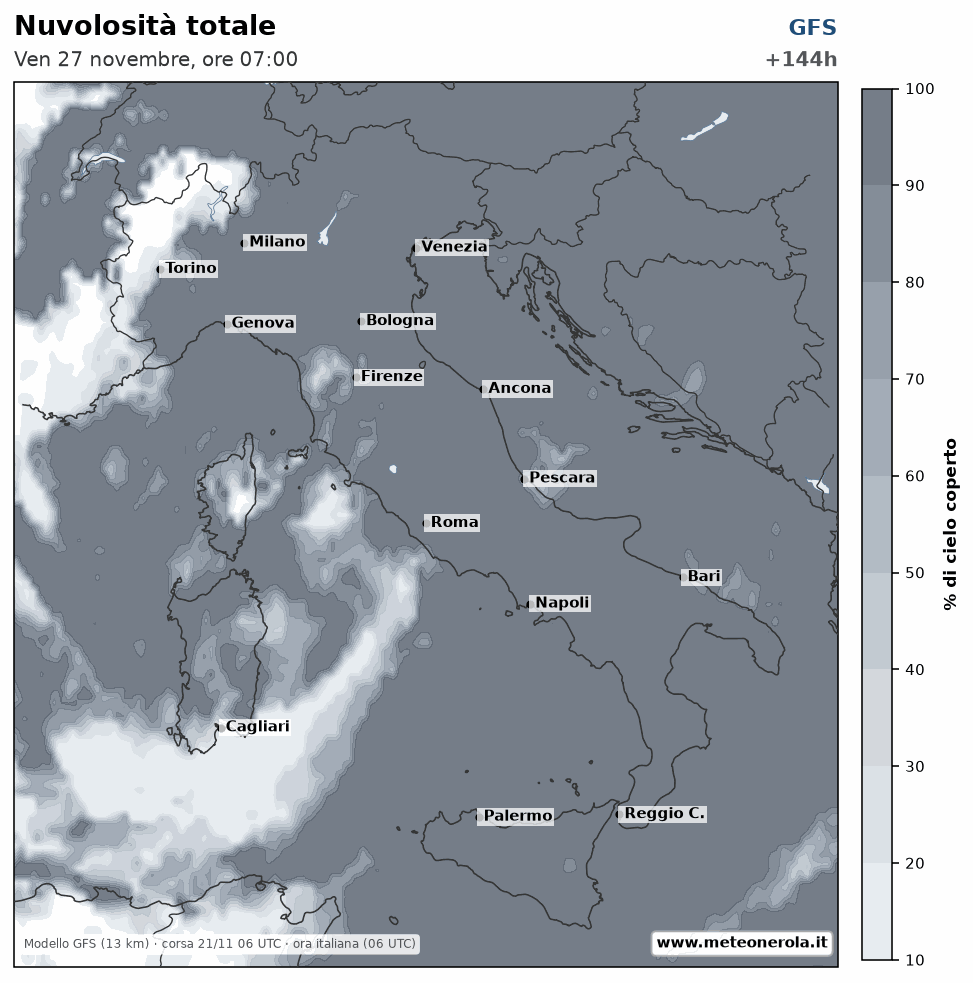 Nuvolosità totale
GFS
Ven 27 novembre, ore 07:00
+144h
100
90
80
70
60
50
40
30
20
10
% di cielo coperto
Milano
Venezia
Torino
Genova
Bologna
Firenze
Ancona
Pescara
Roma
Bari
Napoli
Cagliari
Palermo
Reggio C.
Modello GFS (13 km) · corsa 21/11 06 UTC · ora italiana (06 UTC)
www.meteonerola.it